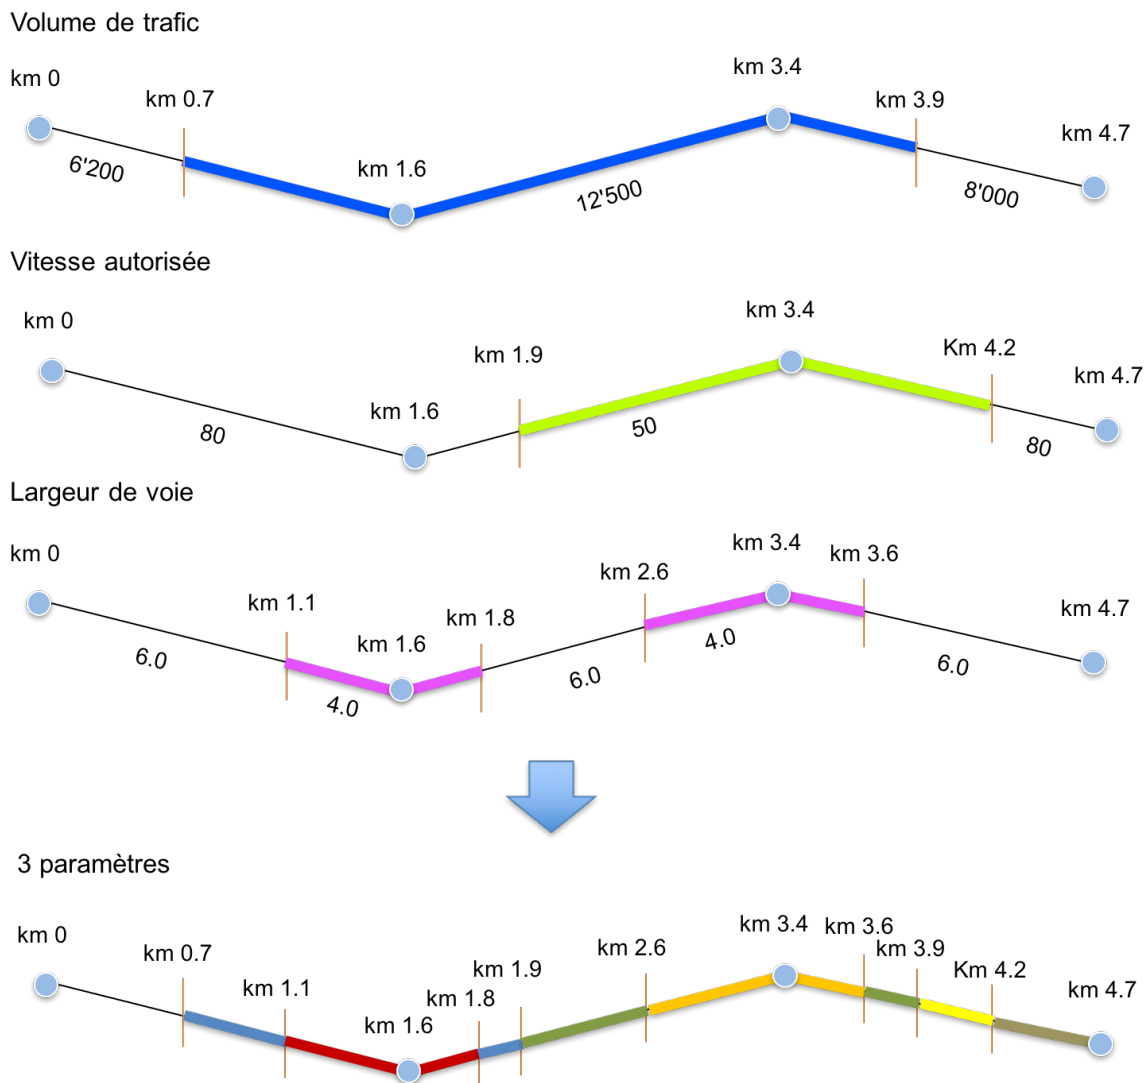 Volume de trafic
km 0
km 0.7
km 1.6
km 3.4
km 3.9
km 4.7
6'200
12'500
8'000
Vitesse autorisée
km 0
km 1.6
km 1.9
km 3.4
Km 4.2
km 4.7
80
50
80
Largeur de voie
km 0
km 1.1
km 1.6
km 1.8
km 2.6
km 3.4
km 3.6
km 4.7
6.0
4.0
6.0
4.0
6.0
3 paramètres
km 0
km 0.7
km 1.1
km 1.6
km 1.8
km 1.9
km 2.6
km 3.4
km 3.6
km 3.9
Km 4.2
km 4.7